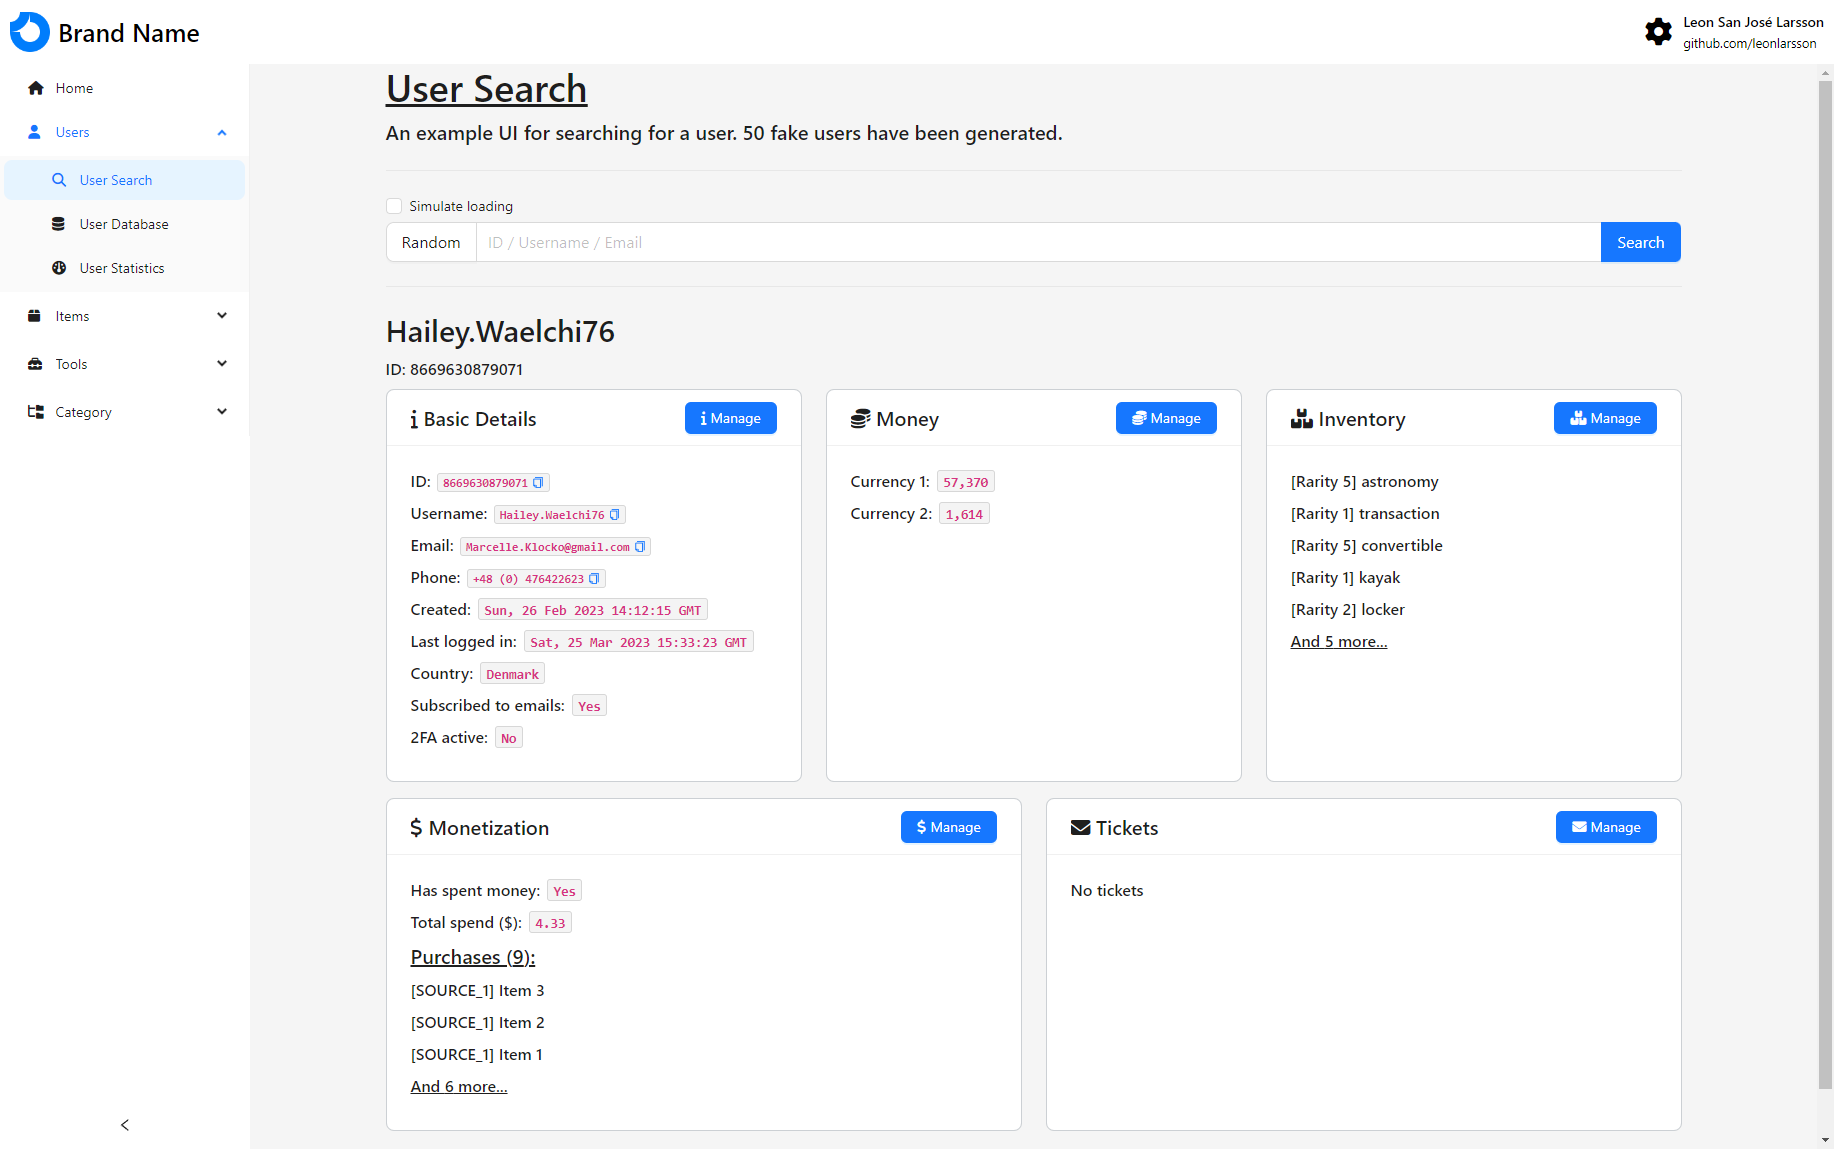 Brand Name
Leon San José Larsson
github.com/leonlarsson
Home
Users
User Search
User Database
User Statistics
Items
Tools
Category
User Search
An example UI for searching for a user. 50 fake users have been generated.
Simulate loading
Random
ID / Username / Email
Search
Hailey.Waelchi76
ID: 8669630879071
Basic Details
Manage
ID: 8669630879071
Username: Hailey.Waelchi76
Email: Marcelle.Klocko@gmail.com
Phone: +48 (0) 476422623
Created: Sun, 26 Feb 2023 14:12:15 GMT
Last logged in: Sat, 25 Mar 2023 15:33:23 GMT
Country: Denmark
Subscribed to emails: Yes
2FA active: No
Money
Manage
Currency 1: 57,370
Currency 2: 1,614
Inventory
Manage
[Rarity 5] astronomy
[Rarity 1] transaction
[Rarity 5] convertible
[Rarity 1] kayak
[Rarity 2] locker
And 5 more...
Monetization
Manage
Has spent money: Yes
Total spend ($): 4.33
Purchases (9):
[SOURCE_1] Item 3
[SOURCE_1] Item 2
[SOURCE_1] Item 1
And 6 more...
Tickets
Manage
No tickets